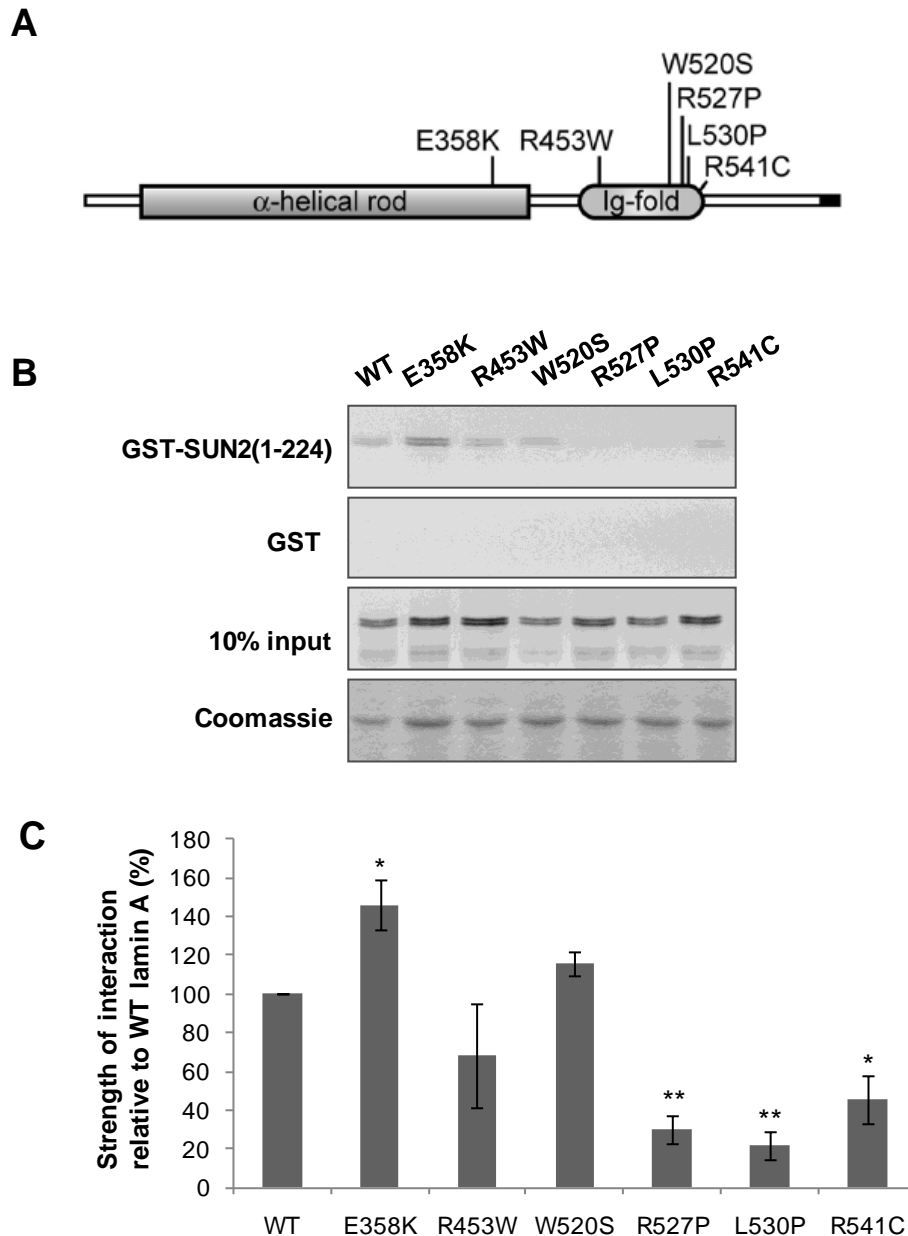 A
W520S
R527P
E358K R453W L530P
R541C
α-helical rod
Ig-fold
B
WT E358K R453W W520S R527P L530P R541C
GST-SUN2(1-224)
GST
10% input
Coomassie
C
Strength of interaction
relative to WT lamin A (%)
180
160
140
120
100
80
60
40
20
0
*
**
**
*
WT E358K R453W W520S R527P L530P R541C